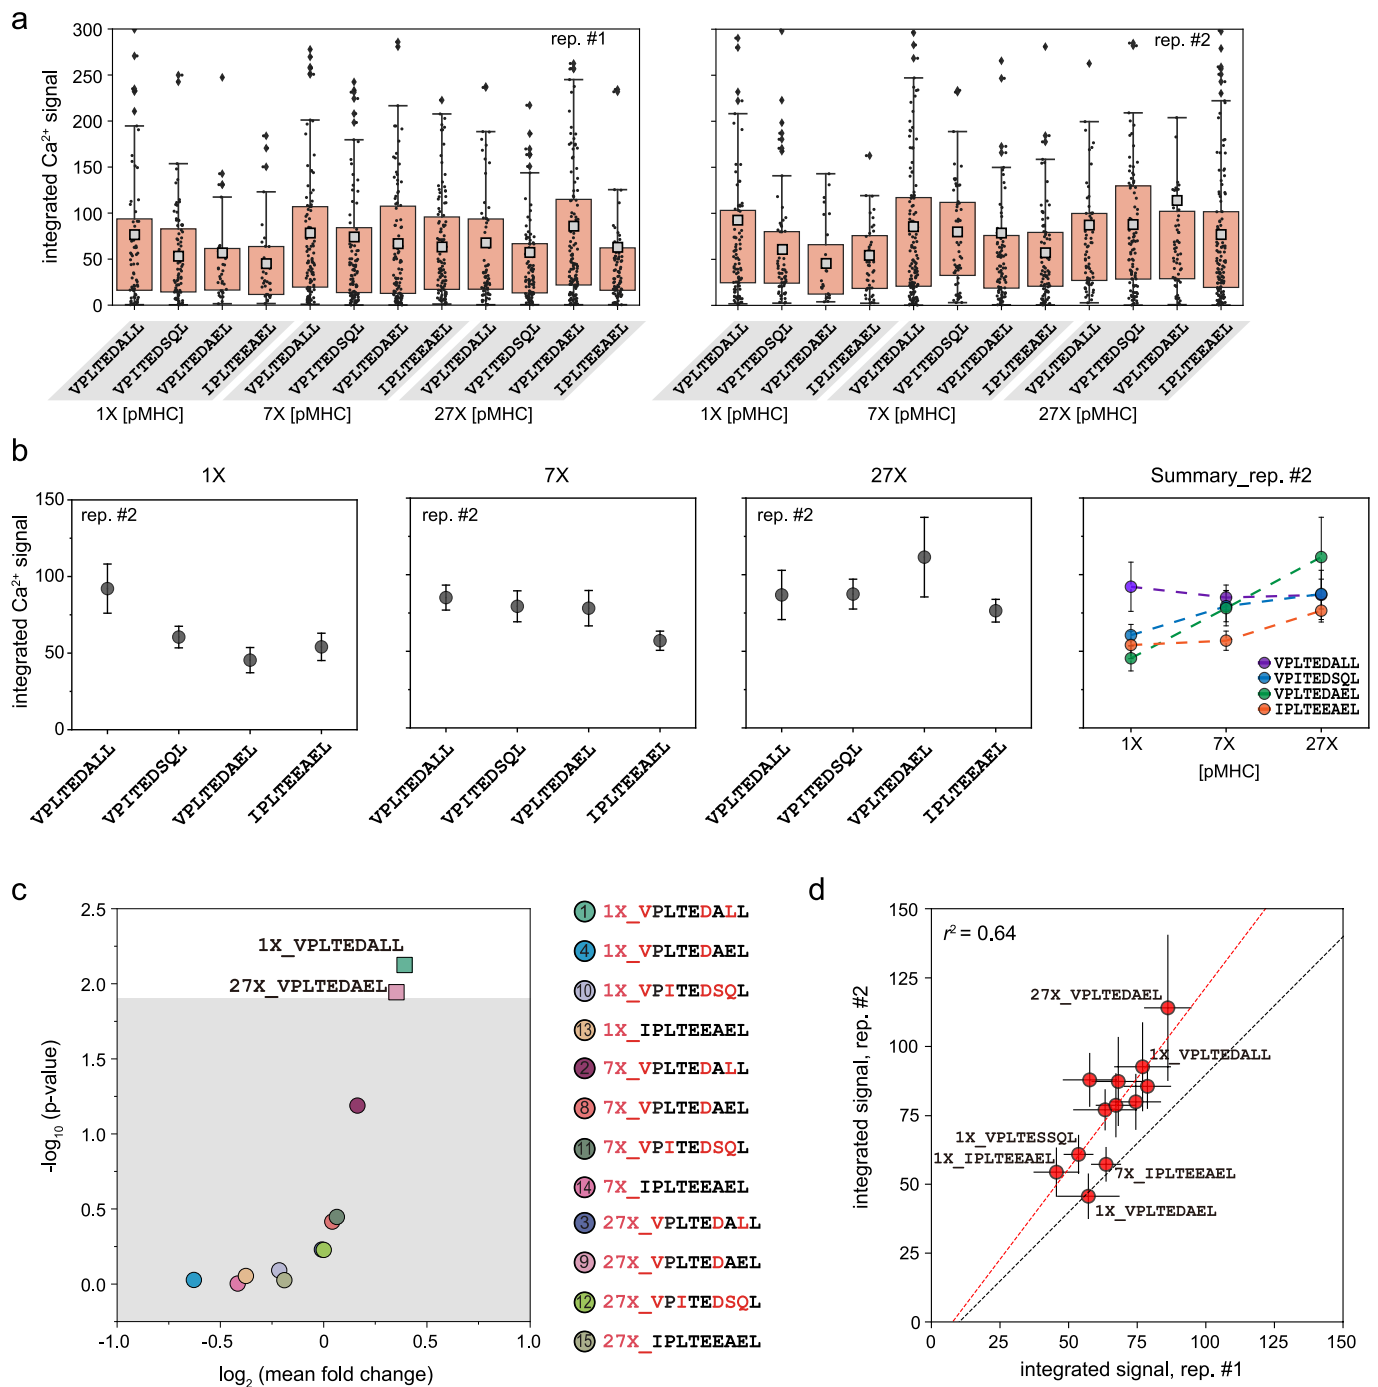 a
integrated Ca²⁺ signal
300
250
200
150
100
50
0
rep. #1
rep. #2
VPLTEDALL
VPITEDSQL
VPLTEDAEL
IPLTEEAEL
VPLTEDALL
VPITEDSQL
VPLTEDAEL
IPLTEEAEL
VPLTEDALL
VPITEDSQL
VPLTEDAEL
IPLTEEAEL
1X [pMHC]
7X [pMHC]
27X [pMHC]
VPLTEDALL
VPITEDSQL
VPLTEDAEL
IPLTEEAEL
VPLTEDALL
VPITEDSQL
VPLTEDAEL
IPLTEEAEL
VPLTEDALL
VPITEDSQL
VPLTEDAEL
IPLTEEAEL
1X [pMHC]
7X [pMHC]
27X [pMHC]
b
integrated Ca²⁺ signal
150
100
50
0
1X
rep. #2
VPLTEDALL
VPITEDSQL
VPLTEDAEL
IPLTEEAEL
7X
rep. #2
VPLTEDALL
VPITEDSQL
VPLTEDAEL
IPLTEEAEL
27X
rep. #2
VPLTEDALL
VPITEDSQL
VPLTEDAEL
IPLTEEAEL
Summary_rep. #2
VPLTEDALL
VPITEDSQL
VPLTEDAEL
IPLTEEAEL
1X
7X
27X
[pMHC]
c
-log₁₀ (p-value)
2.5
2.0
1.5
1.0
0.5
0.0
1X_VPLTEDALL
27X_VPLTEDAEL
-1.0
-0.5
0
0.5
1.0
log₂ (mean fold change)
1 1X_VPLTEDALL
4 1X_VPLTEDAEL
10 1X_VPITEDSQL
13 1X_IPLTEEAEL
2 7X_VPLTEDALL
8 7X_VPLTEDAEL
11 7X_VPITEDSQL
14 7X_IPLTEEAEL
3 27X_VPLTEDALL
9 27X_VPLTEDAEL
12 27X_VPITEDSQL
15 27X_IPLTEEAEL
d
integrated signal, rep. #2
150
125
100
75
50
25
0
r² = 0.64
27X_VPLTEDAEL
1X_VPLTEDALL
1X_VPLTESSQL
1X_IPLTEEAEL
7X_IPLTEEAEL
1X_VPLTEDAEL
0
25
50
75
100
125
150
integrated signal, rep. #1